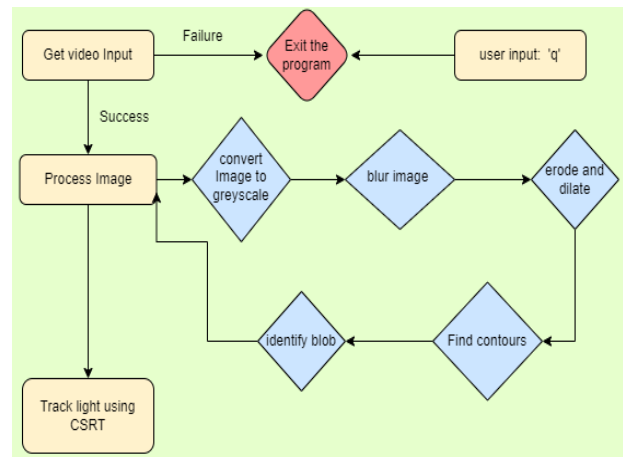 Get video Input
Failure
Exit the
program
user input:  'q'
Success
Process Image
convert
Image to
greyscale
blur image
erode and
dilate
identify blob
Find contours
Track light using
CSRT